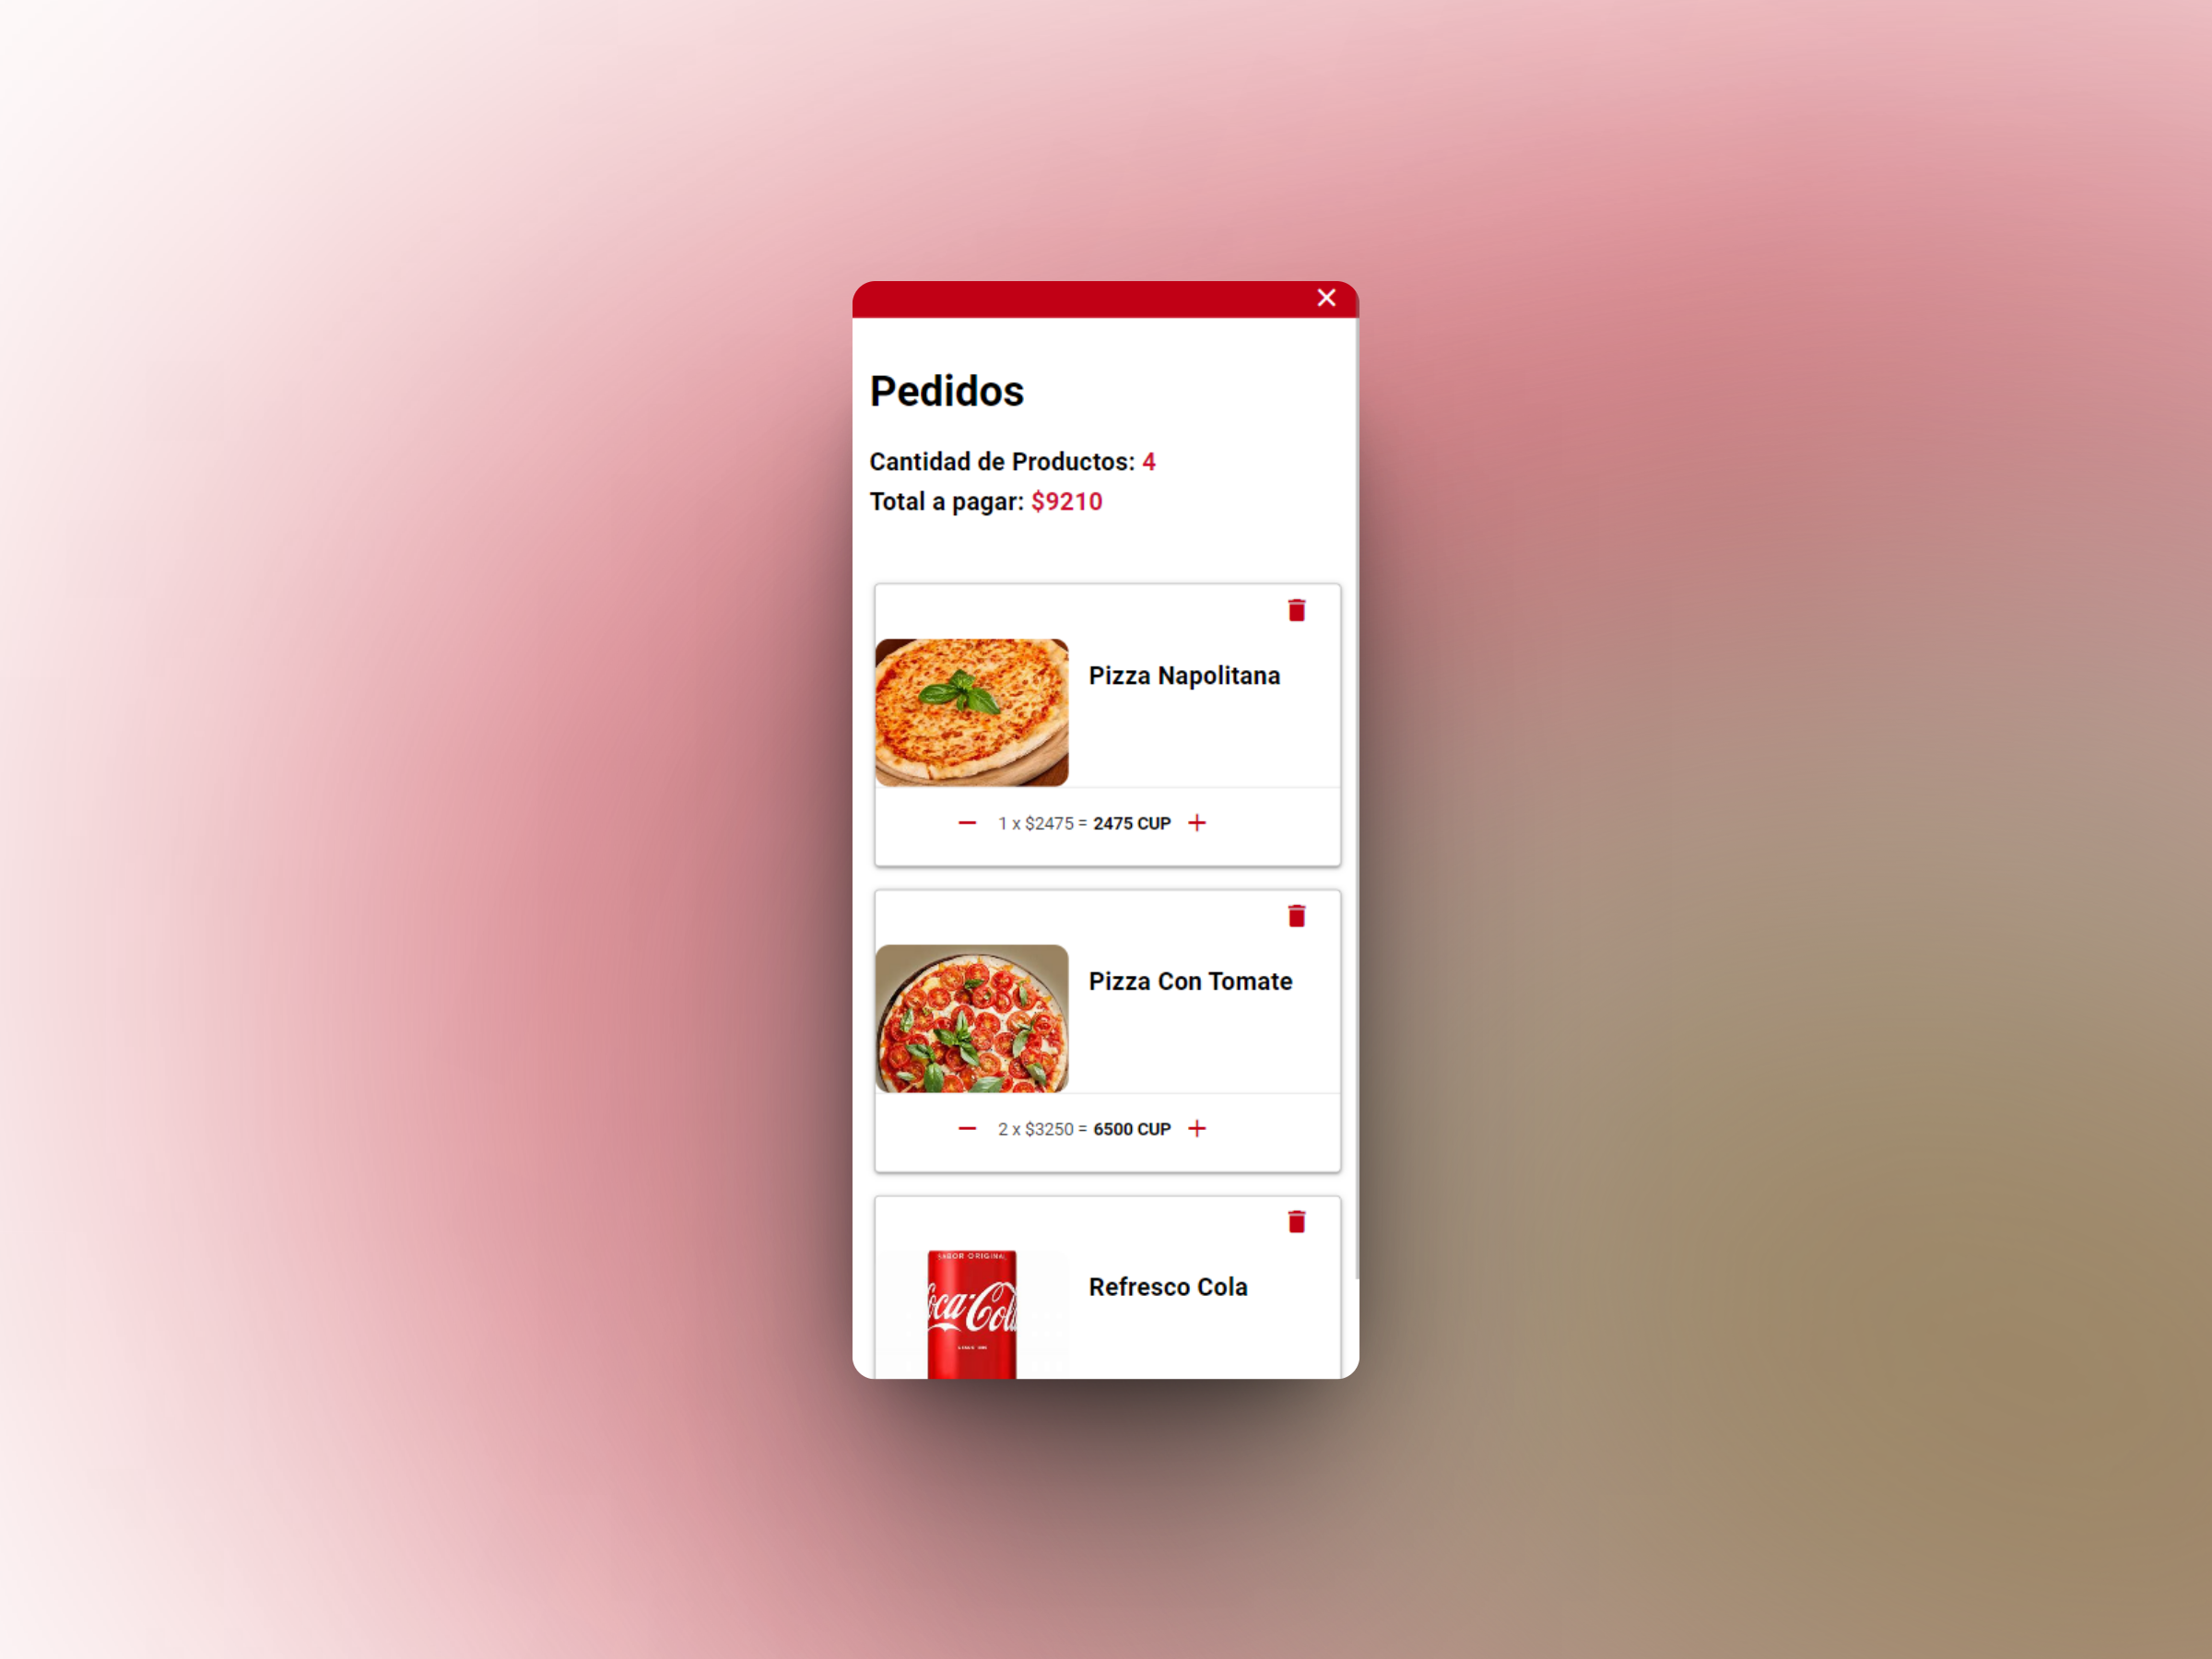 Pedidos
Cantidad de Productos: 4
Total a pagar: $9210
Pizza Napolitana
1 x $2475 = 2475 CUP
Pizza Con Tomate
2 x $3250 = 6500 CUP
SABOR ORIGINAL
Coca-Cola
Refresco Cola